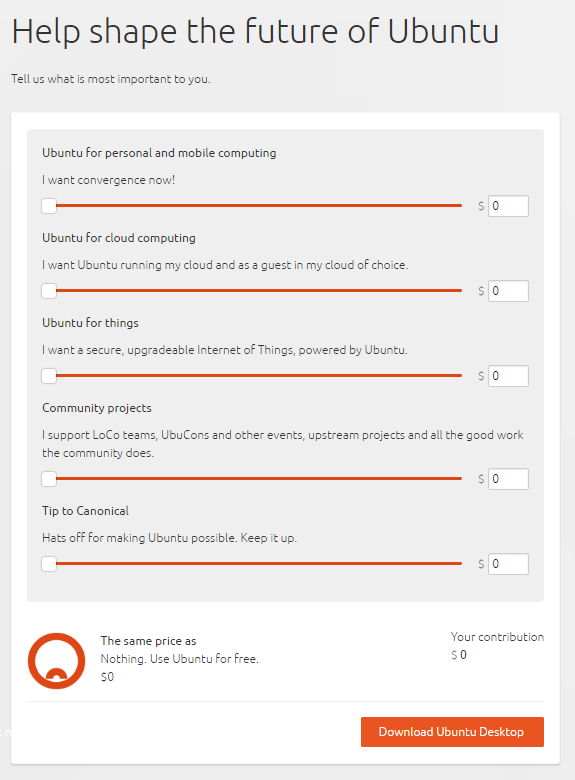 Help shape the future of Ubuntu
Tell us what is most important to you.
Ubuntu for personal and mobile computing
I want convergence now!
$ 0
Ubuntu for cloud computing
I want Ubuntu running my cloud and as a guest in my cloud of choice.
$ 0
Ubuntu for things
I want a secure, upgradeable Internet of Things, powered by Ubuntu.
$ 0
Community projects
I support LoCo teams, UbuCons and other events, upstream projects and all the good work
the community does.
$ 0
Tip to Canonical
Hats off for making Ubuntu possible. Keep it up.
$ 0
The same price as
Nothing. Use Ubuntu for free.
$0
Your contribution
$ 0
Download Ubuntu Desktop